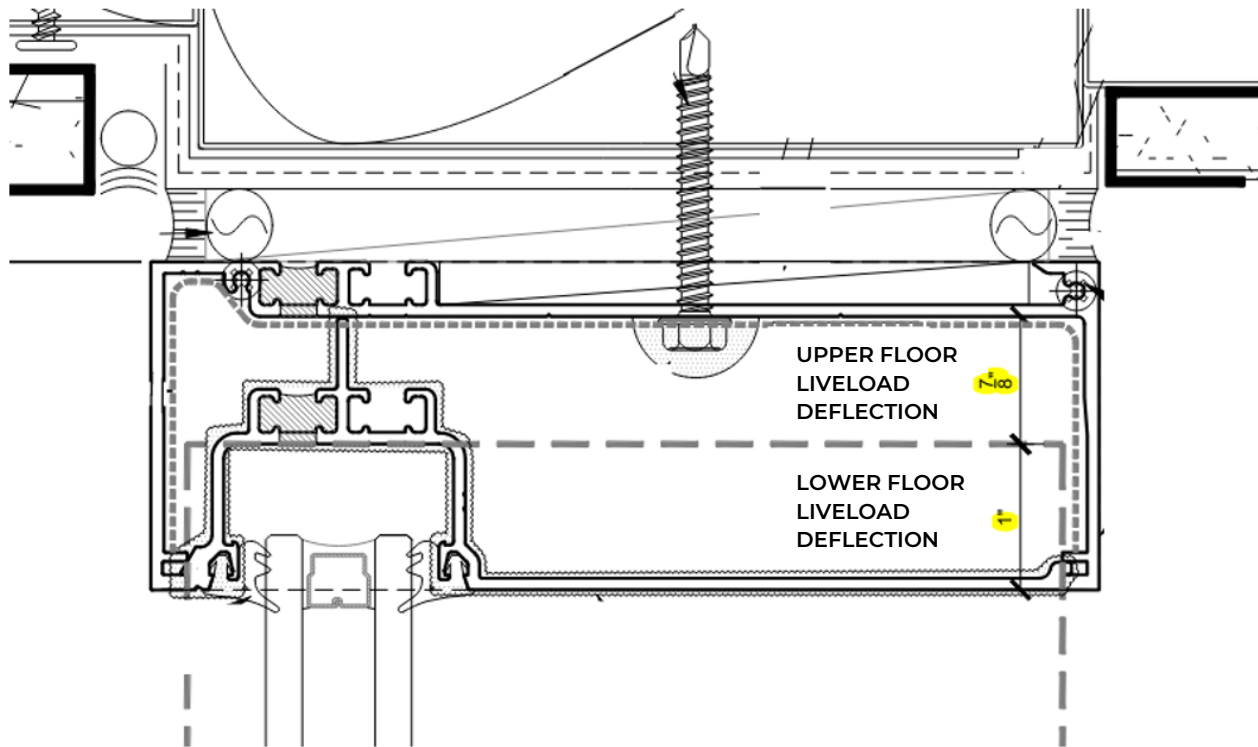 UPPER FLOOR
LIVELOAD
DEFLECTION
7"
8
LOWER FLOOR
LIVELOAD
DEFLECTION
1"